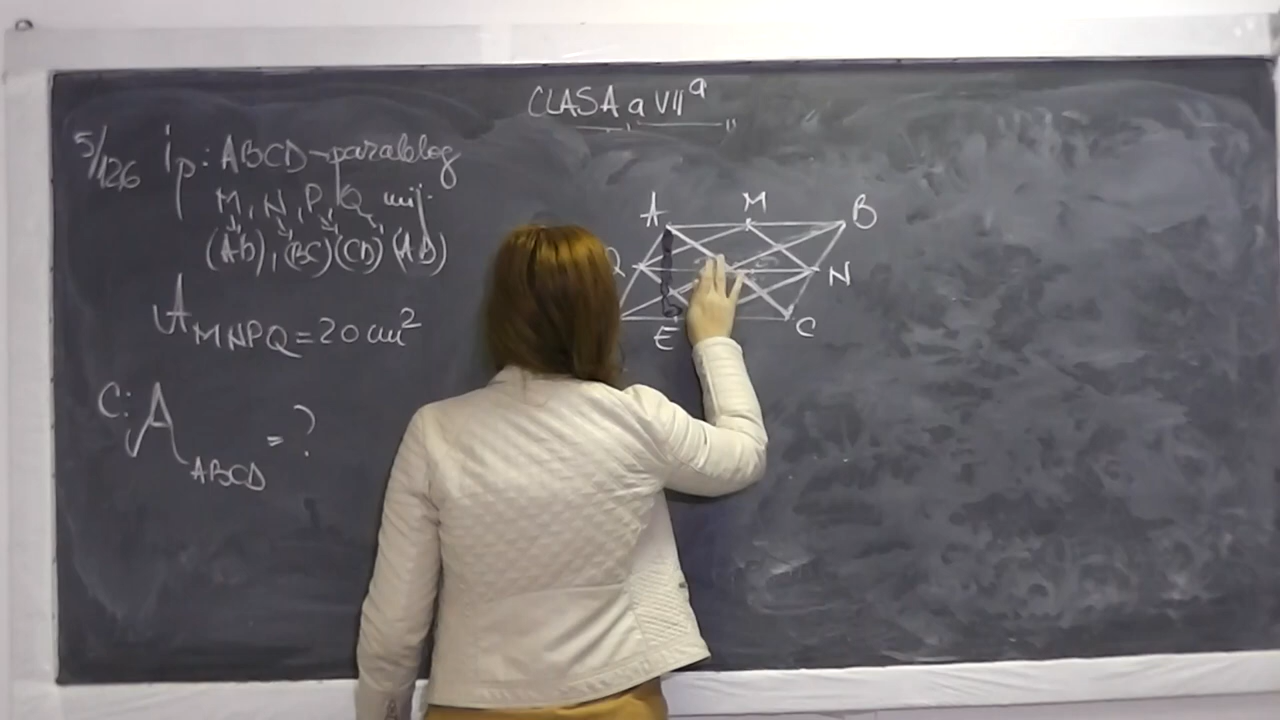 CLASA a VII a
5/126 ip: ABCD-paralelog
M, N, P, Q mij.
(AB), (BC) (CD) (AD)
A MNPQ = 20 cm²
C: A ABCD = ?
A M B
Q N
E C